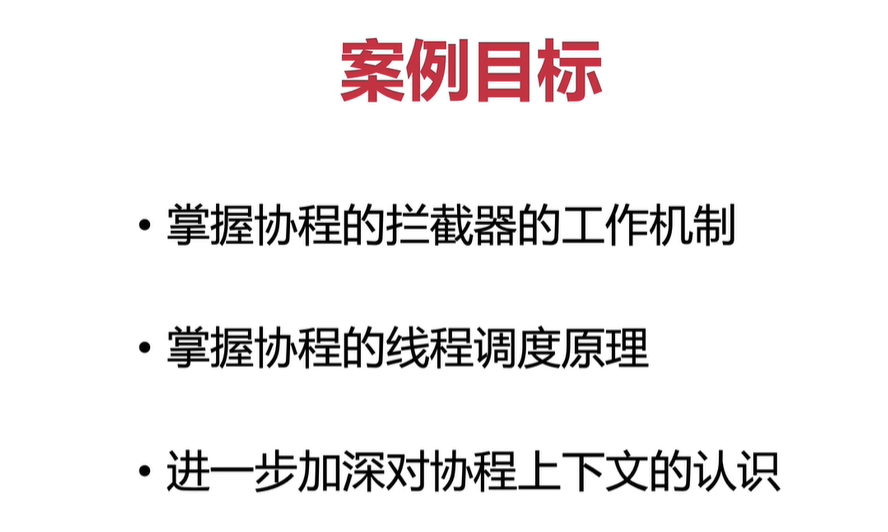 案例目标
• 掌握协程的拦截器的工作机制
• 掌握协程的线程调度原理
• 进一步加深对协程上下文的认识